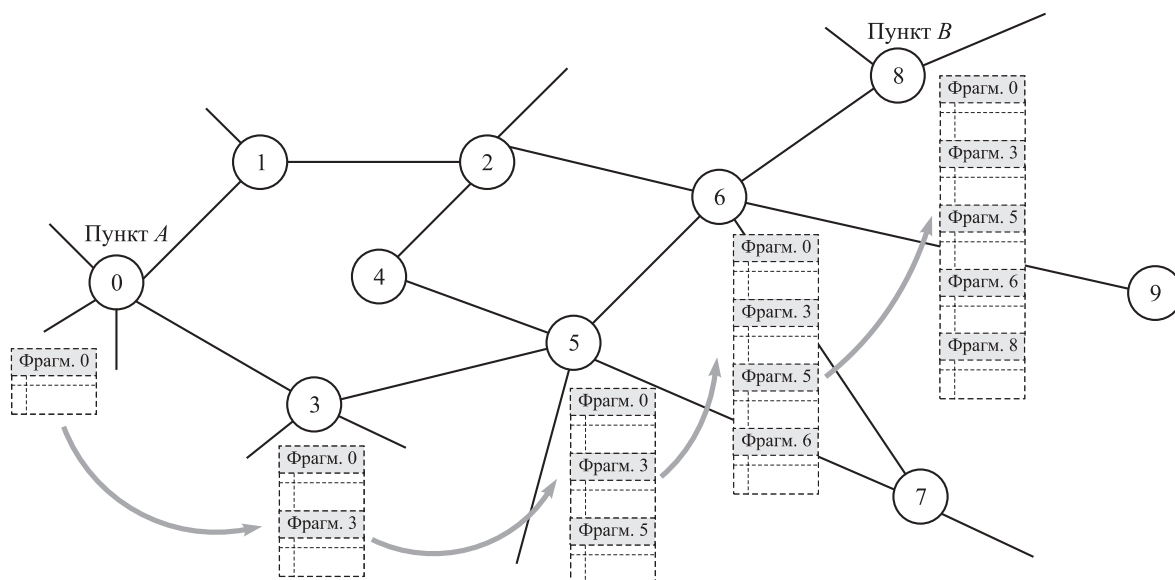 Пункт B
8
Фрагм. 0
Фрагм. 3
Фрагм. 5
Фрагм. 6
Фрагм. 8
1
2
6
Пункт A
0
4
9
5
3
7
Фрагм. 0
Фрагм. 0
Фрагм. 3
Фрагм. 0
Фрагм. 3
Фрагм. 5
Фрагм. 0
Фрагм. 3
Фрагм. 5
Фрагм. 6